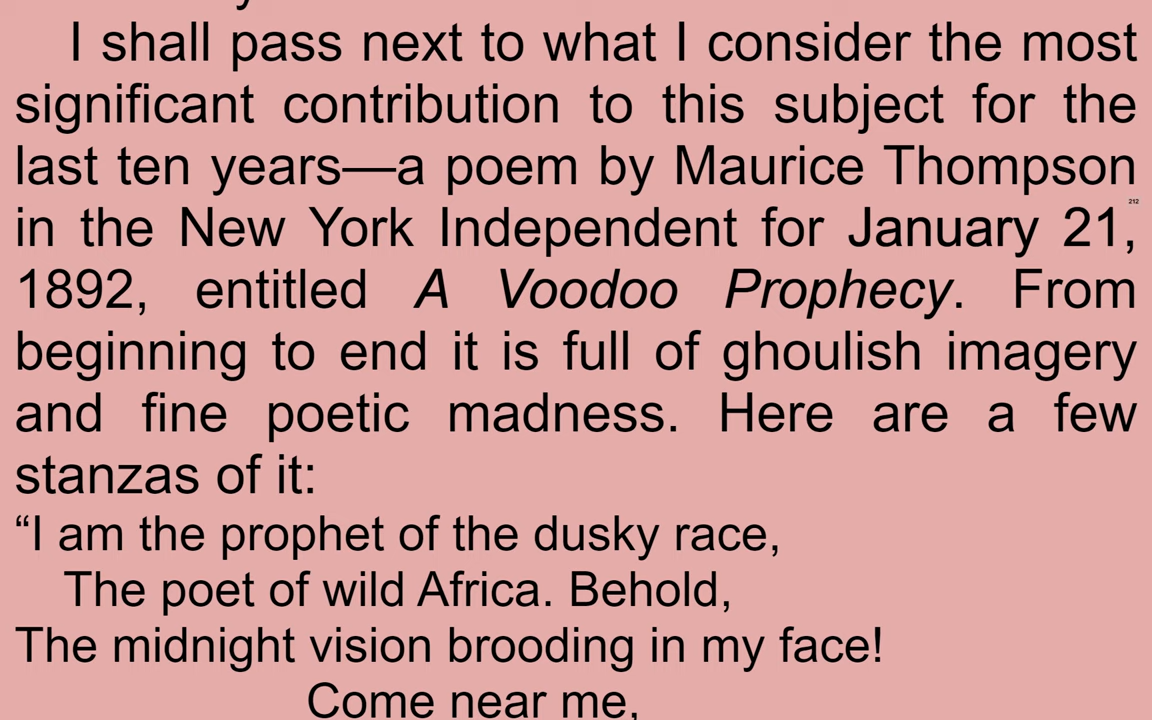 I shall pass next to what I consider the most
significant contribution to this subject for the
last ten years—a poem by Maurice Thompson
212
in the New York Independent for January 21,
1892, entitled A Voodoo Prophecy. From
beginning to end it is full of ghoulish imagery
and fine poetic madness. Here are a few
stanzas of it:
“I am the prophet of the dusky race,
The poet of wild Africa. Behold,
The midnight vision brooding in my face!
Come near me,